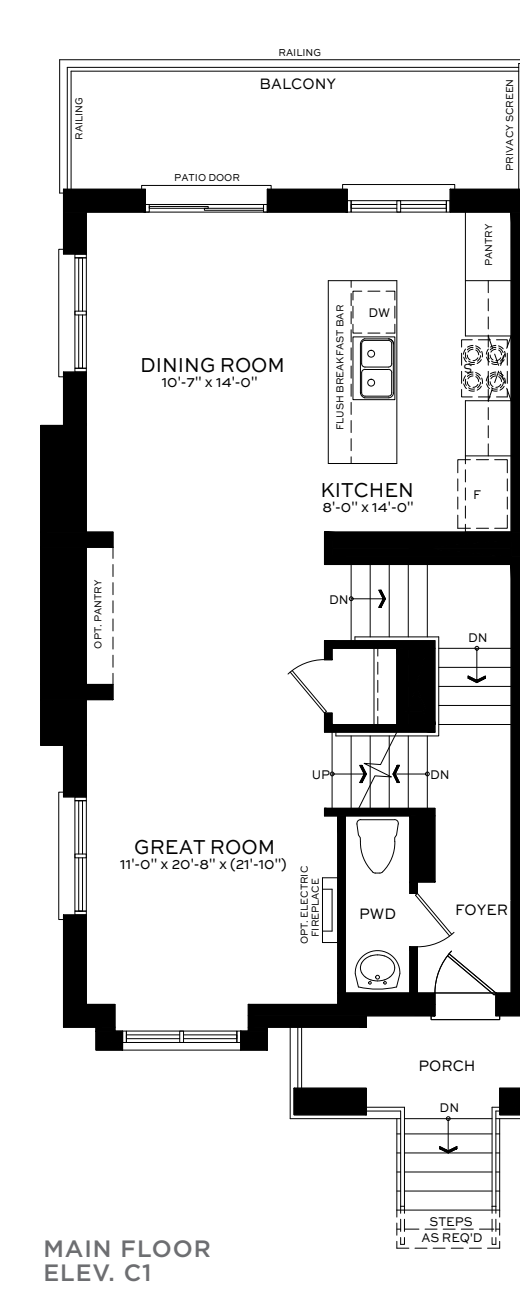 RAILING
BALCONY
RAILING
PRIVACY SCREEN
PATIO DOOR
PANTRY
DW
FLUSH BREAKFAST BAR
S
DINING ROOM
10'-7" x 14'-0"
KITCHEN
8'-0" x 14'-0"
F
OPT. PANTRY
DN
DN
UP
DN
GREAT ROOM
11'-0" x 20'-8" x (21'-10")
OPT. ELECTRIC
FIREPLACE
PWD
FOYER
PORCH
DN
STEPS
AS REQ'D
MAIN FLOOR
ELEV. C1